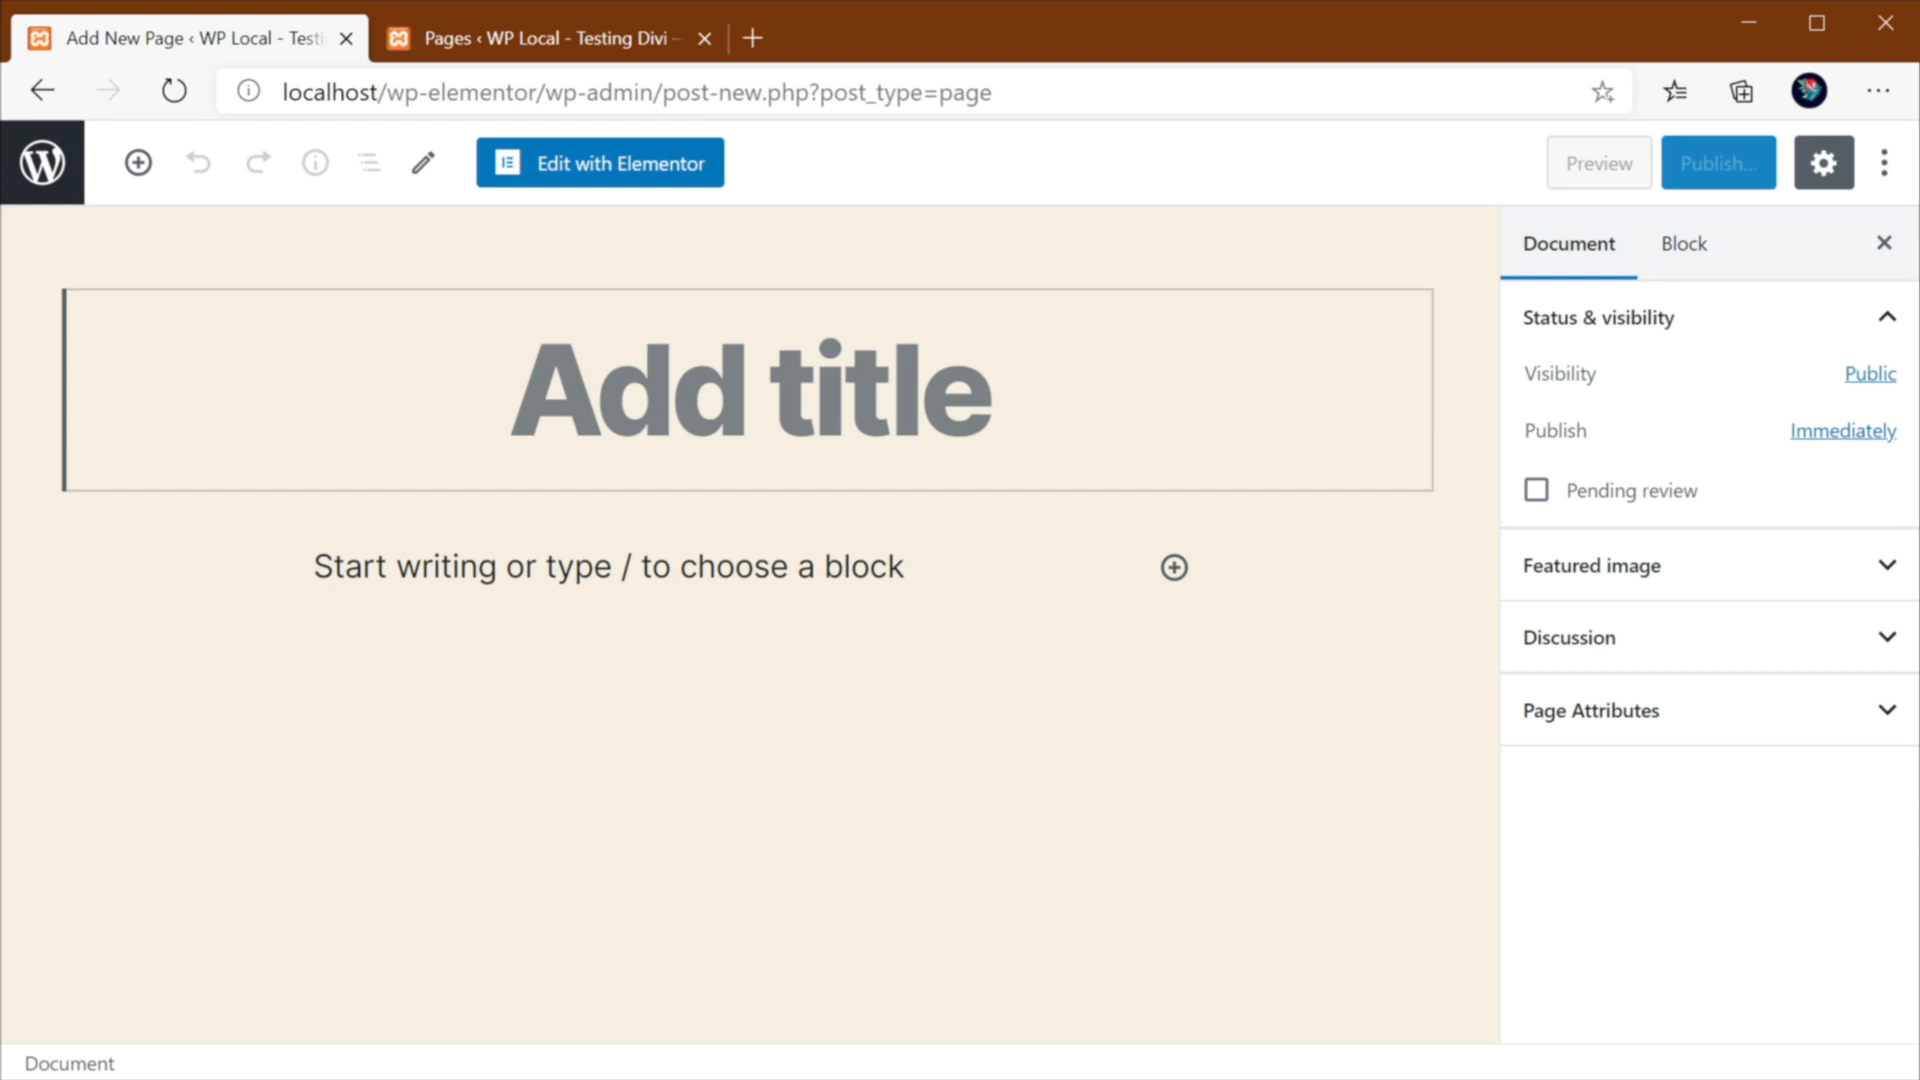 Add New Page ‹ WP Local - Testi
Pages ‹ WP Local - Testing Divi –
localhost/wp-elementor/wp-admin/post-new.php?post_type=page
Edit with Elementor
Preview
Publish...
Document
Block
Add title
Status & visibility
Visibility
Public
Publish
Immediately
Pending review
Start writing or type / to choose a block
Featured image
Discussion
Page Attributes
Document